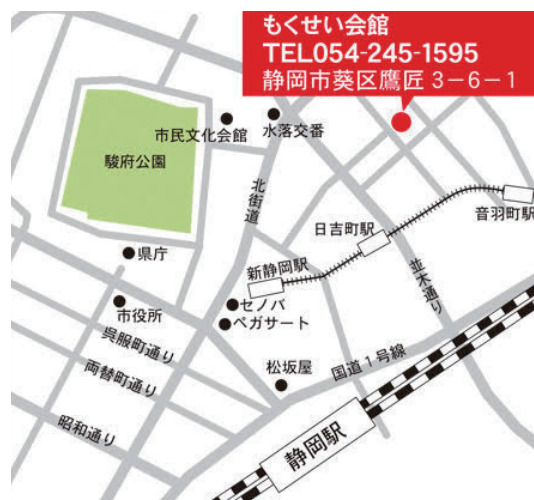 もくせい会館
TEL054-245-1595
静岡市葵区鷹匠3-6-1
市民文化会館
水落交番
駿府公園
北街道
音羽町駅
日吉町駅
県庁
新静岡駅
並木通り
セノバ
市役所
ペガサート
呉服町通り
国道1号線
松坂屋
両替町通り
昭和通り
静岡駅